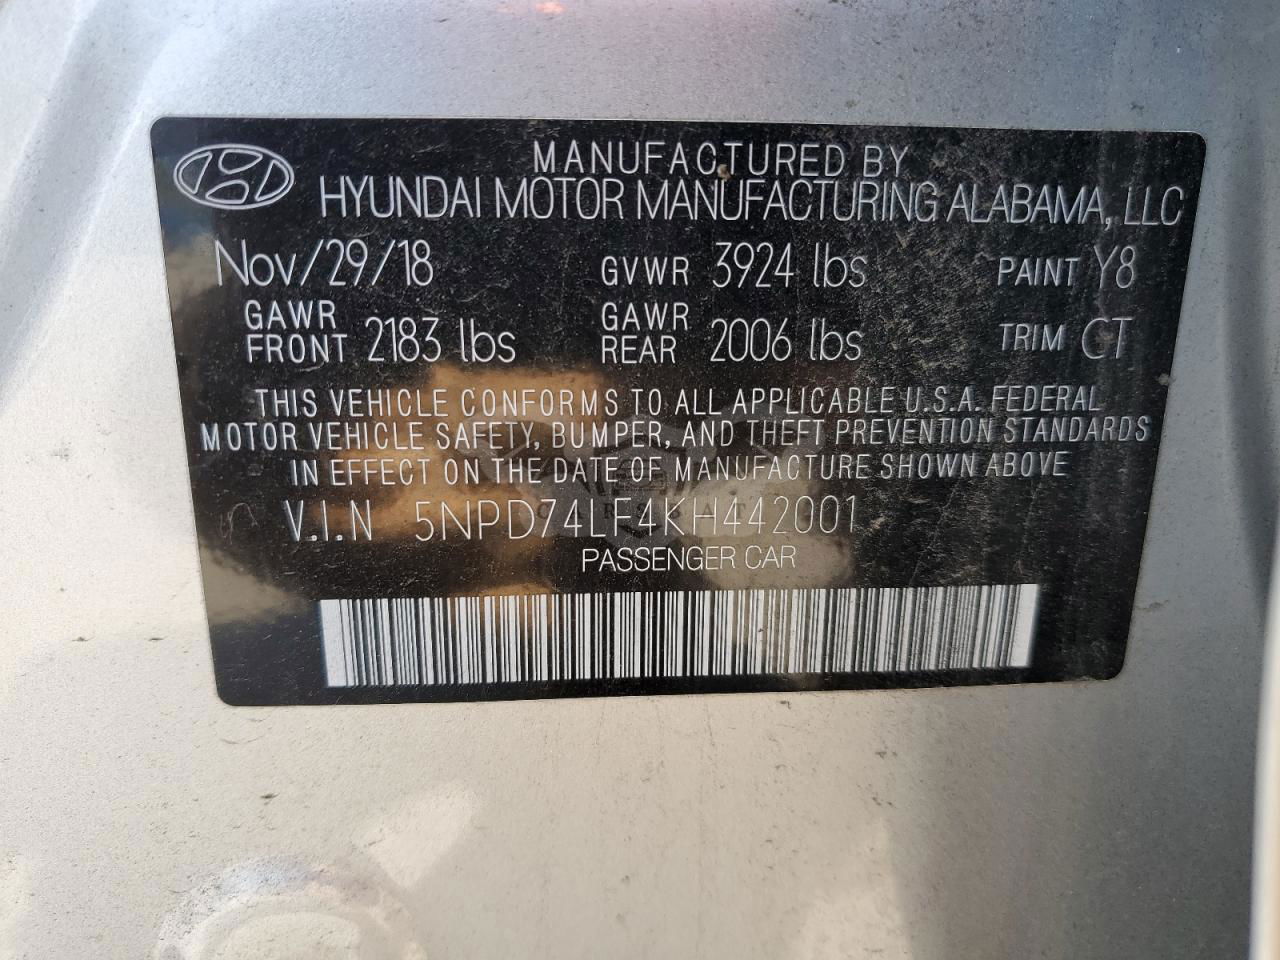 MANUFACTURED BY
HYUNDAI MOTOR MANUFACTURING ALABAMA, LLC
Nov/29/18 GVWR 3924 lbs PAINT Y8
GAWR FRONT 2183 lbs GAWR REAR 2006 lbs TRIM CT
THIS VEHICLE CONFORMS TO ALL APPLICABLE U.S.A. FEDERAL
MOTOR VEHICLE SAFETY, BUMPER, AND THEFT PREVENTION STANDARDS
IN EFFECT ON THE DATE OF MANUFACTURE SHOWN ABOVE
V.I.N 5NPD74LF4KH442001
PASSENGER CAR